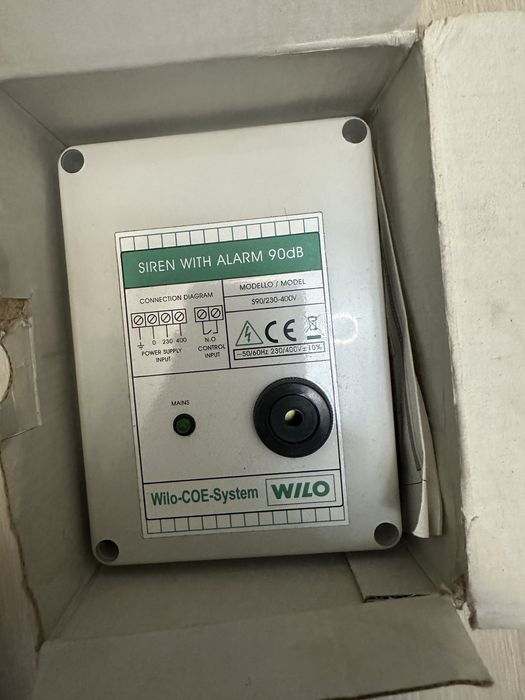 SIREN WITH ALARM 90dB
CONNECTION DIAGRAM
0 230 400
POWER SUPPLY
INPUT
N.O
CONTROL
INPUT
MODELLO / MODEL
S90/230-400V
CE
50/60Hz 230/400V±10%
MAINS
Wilo-COE-System
WILO